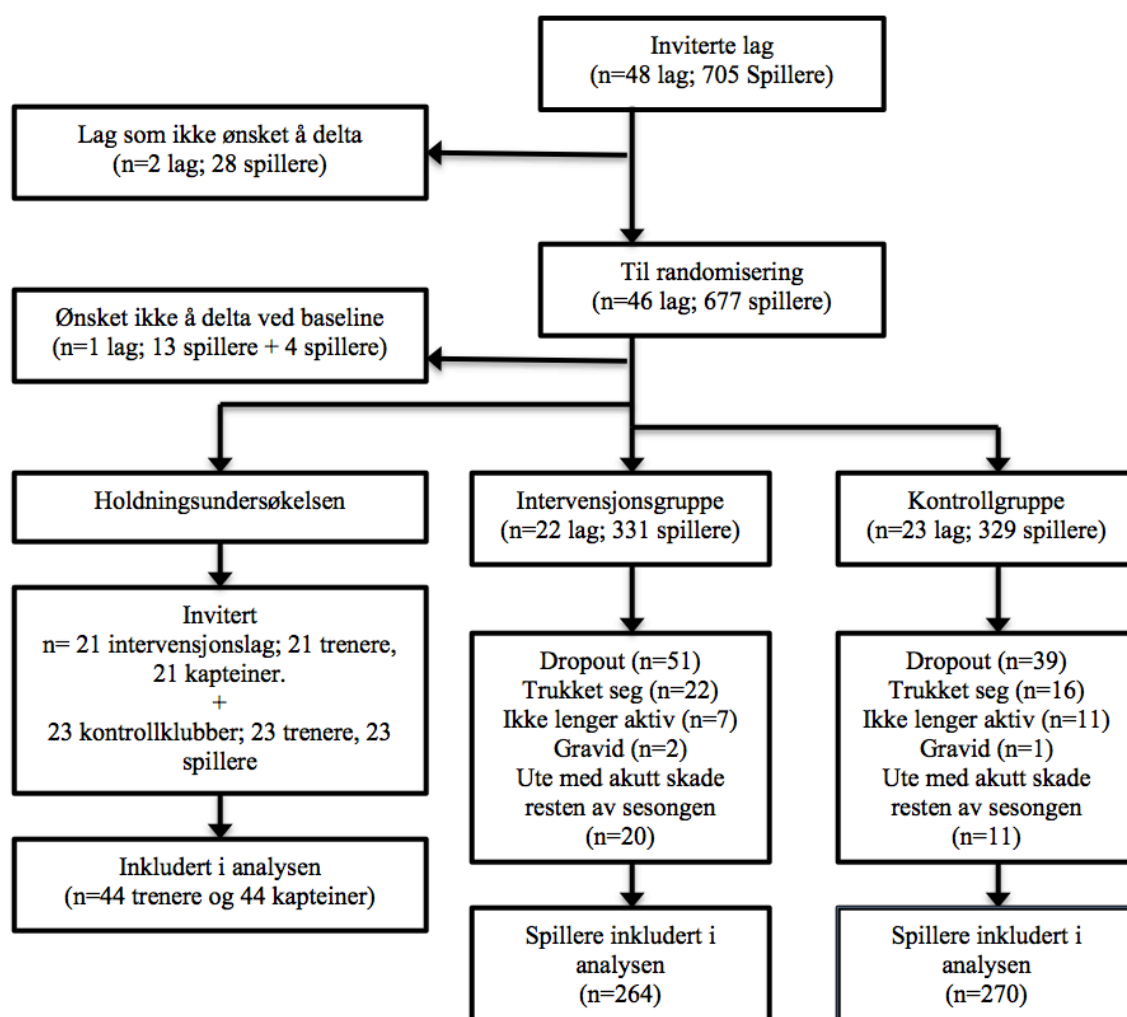 Inviterte lag
(n=48 lag; 705 Spillere)
Lag som ikke ønsket å delta
(n=2 lag; 28 spillere)
Til randomisering
(n=46 lag; 677 spillere)
Ønsket ikke å delta ved baseline
(n=1 lag; 13 spillere + 4 spillere)
Holdningsundersøkelsen
Invitert
n= 21 intervensjonslag; 21 trenere,
21 kapteiner.
+
23 kontrollklubber; 23 trenere, 23
spillere
Inkludert i analysen
(n=44 trenere og 44 kapteiner)
Intervensjonsgruppe
(n=22 lag; 331 spillere)
Dropout (n=51)
Trukket seg (n=22)
Ikke lenger aktiv (n=7)
Gravid (n=2)
Ute med akutt skade
resten av sesongen
(n=20)
Spillere inkludert i
analysen
(n=264)
Kontrollgruppe
(n=23 lag; 329 spillere)
Dropout (n=39)
Trukket seg (n=16)
Ikke lenger aktiv (n=11)
Gravid (n=1)
Ute med akutt skade
resten av sesongen
(n=11)
Spillere inkludert i
analysen
(n=270)